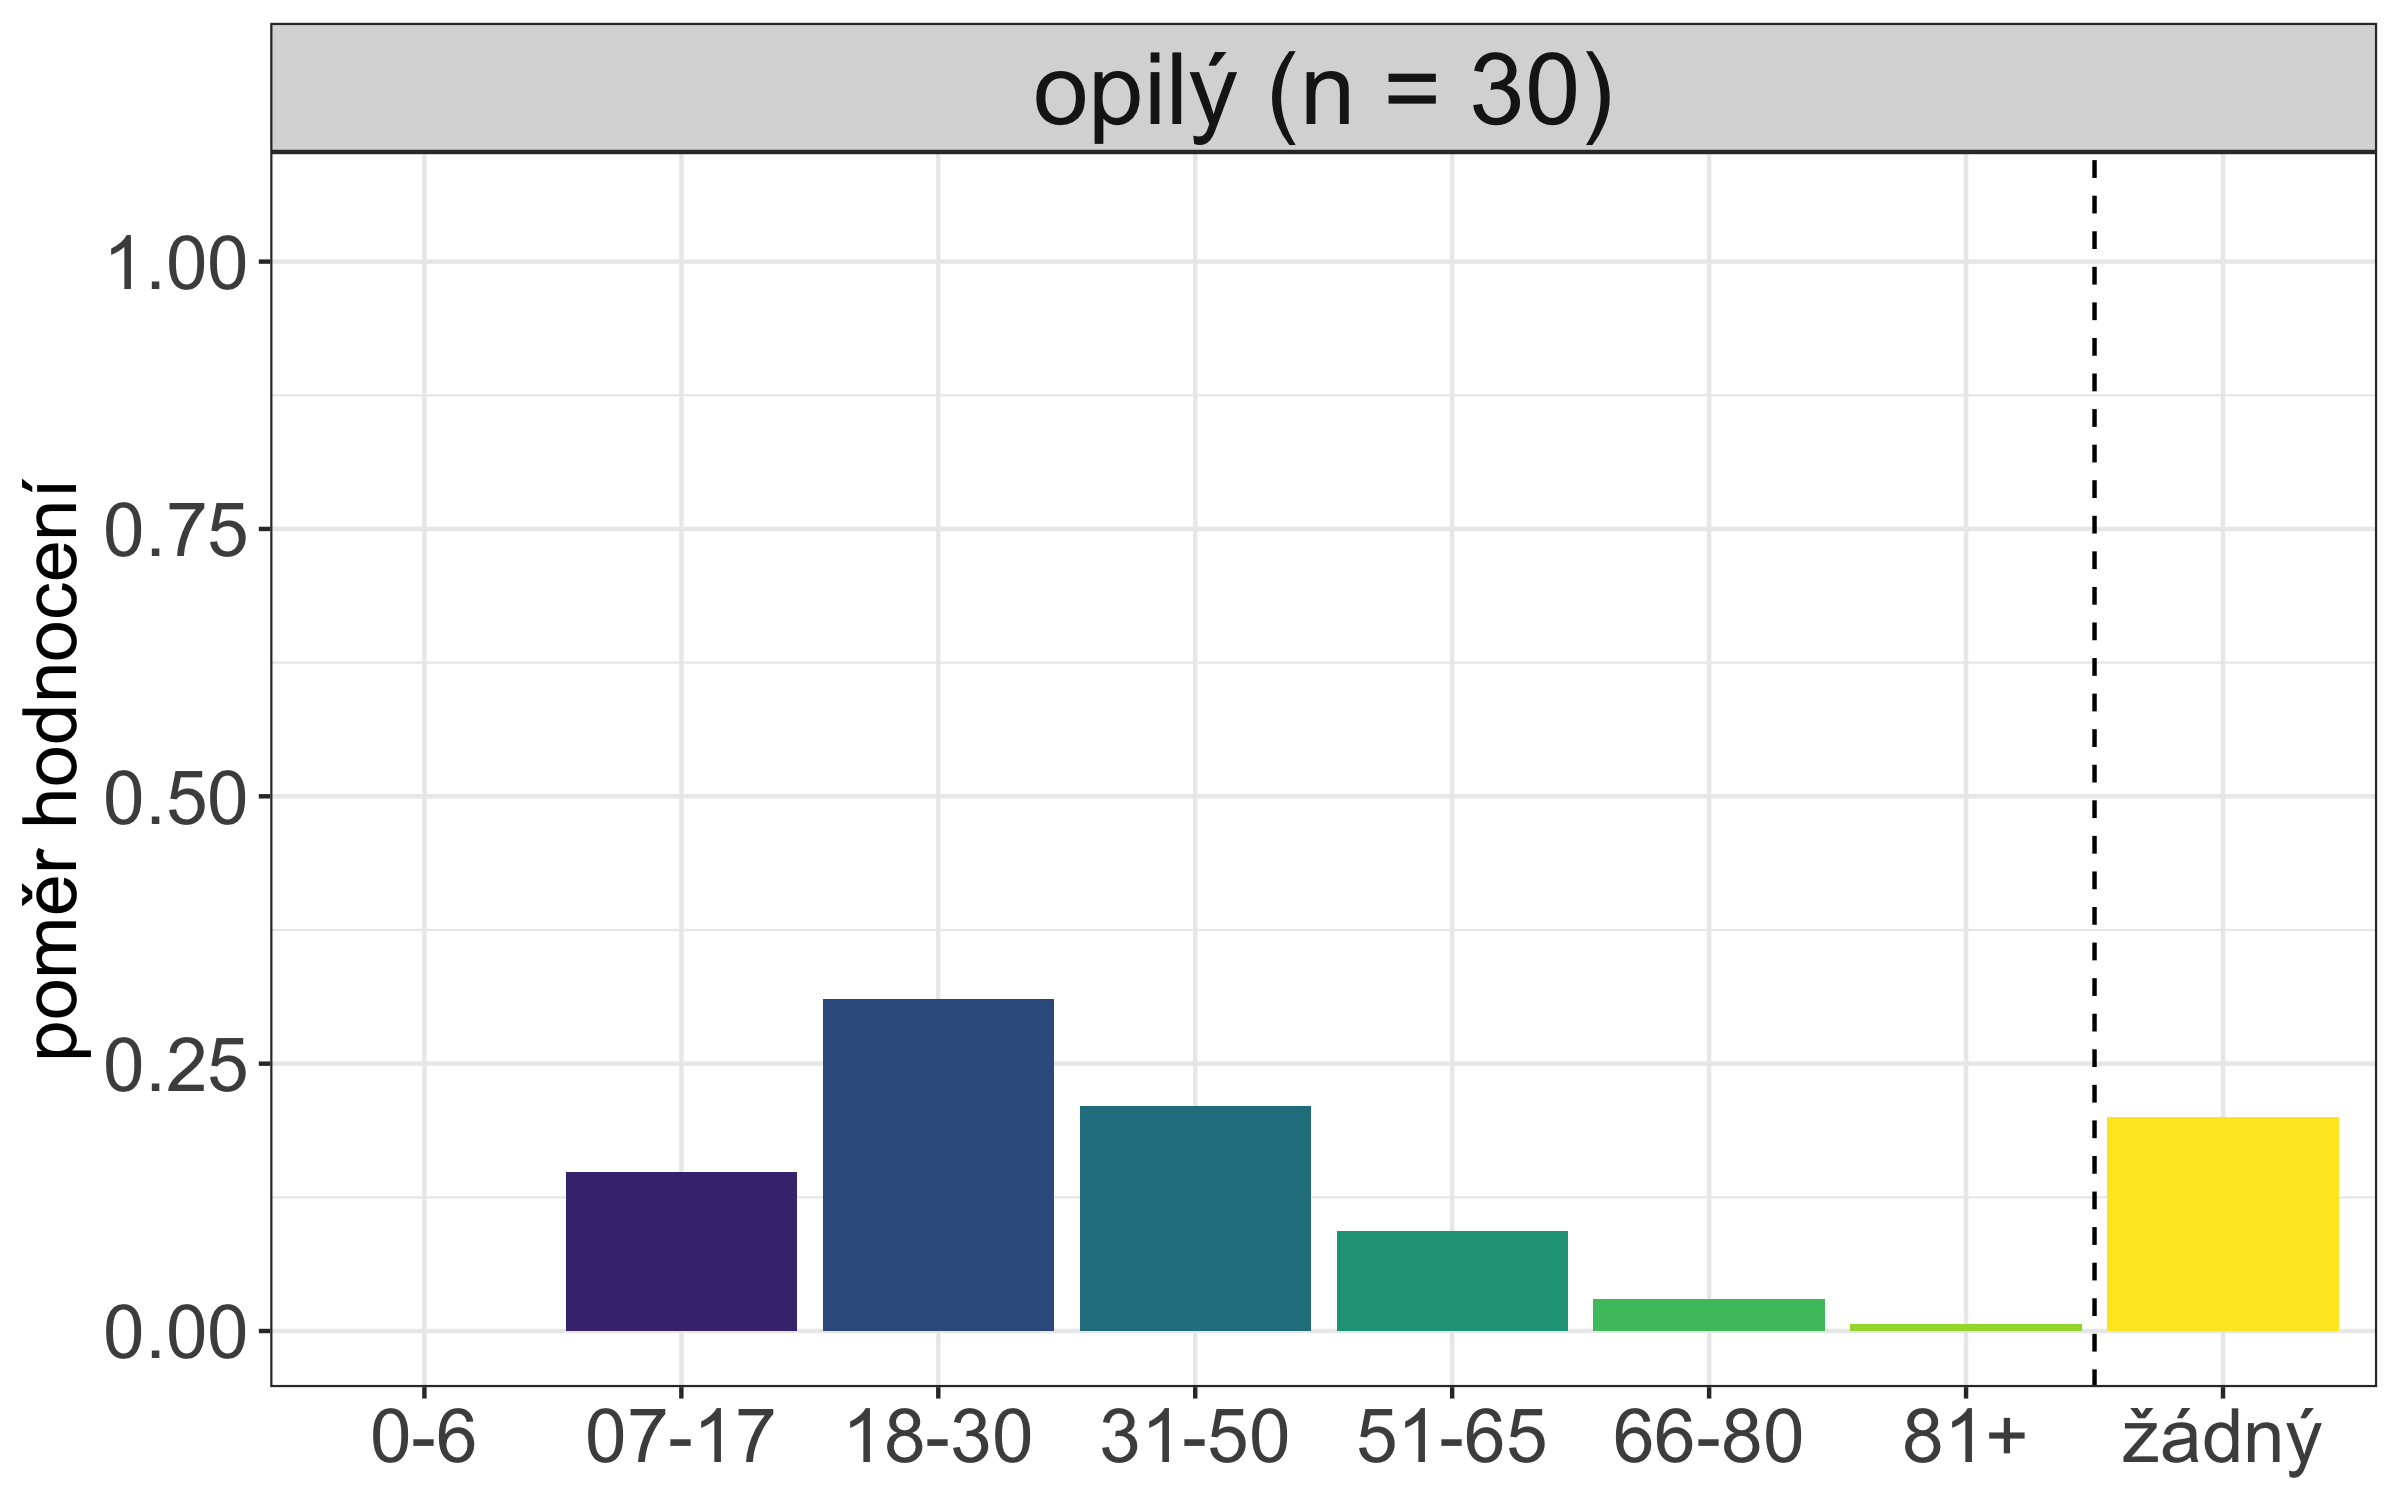 opilý (n = 30)
poměr hodnocení
1.00
0.75
0.50
0.25
0.00
0-6 07-17 18-30 31-50 51-65 66-80 81+ žádný